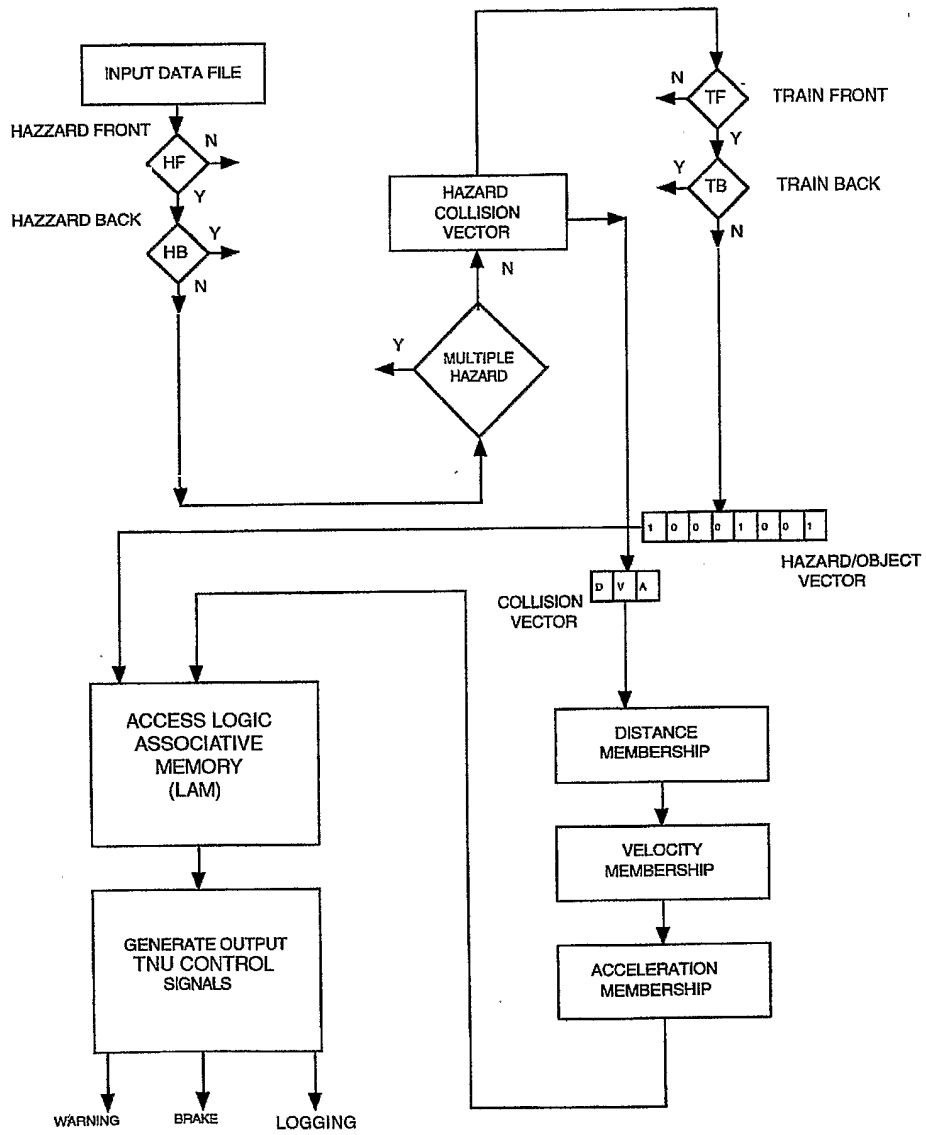 INPUT DATA FILE
HAZZARD FRONT
N
HF
Y
HAZZARD BACK
Y
HB
N
HAZARD
COLLISION
VECTOR
N
Y
MULTIPLE
HAZARD
N
TF
TRAIN FRONT
Y
Y
TB
TRAIN BACK
N
1 0 0 0 1 0 0 1
HAZARD/OBJECT
VECTOR
D V A
COLLISION
VECTOR
DISTANCE
MEMBERSHIP
VELOCITY
MEMBERSHIP
ACCELERATION
MEMBERSHIP
ACCESS LOGIC
ASSOCIATIVE
MEMORY
(LAM)
GENERATE OUTPUT
TNU CONTROL
SIGNALS
WARNING
BRAKE
LOGGING